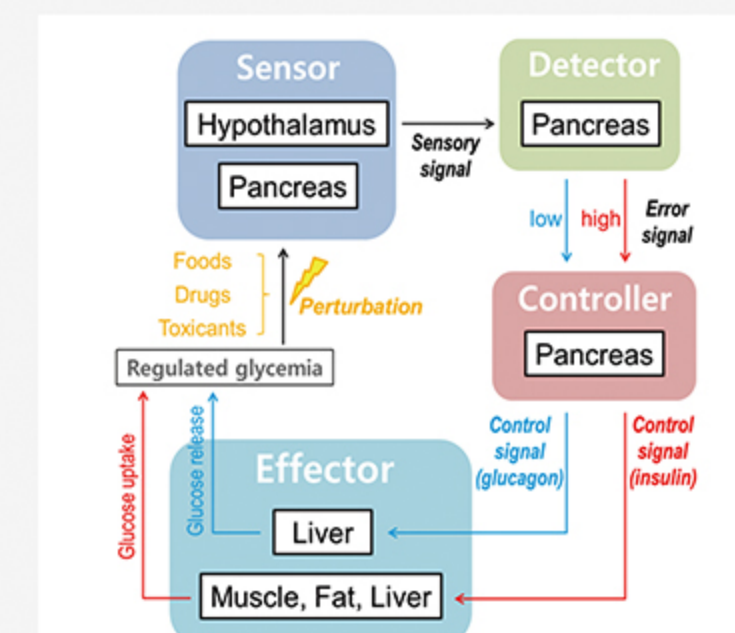 Sensor
Hypothalamus
Pancreas
Sensory
signal
Detector
Pancreas
low
high
Error
signal
Controller
Pancreas
Foods
Drugs
Toxicants
Perturbation
Regulated glycemia
Glucose uptake
Glucose release
Control
signal
(glucagon)
Control
signal
(insulin)
Effector
Liver
Muscle, Fat, Liver